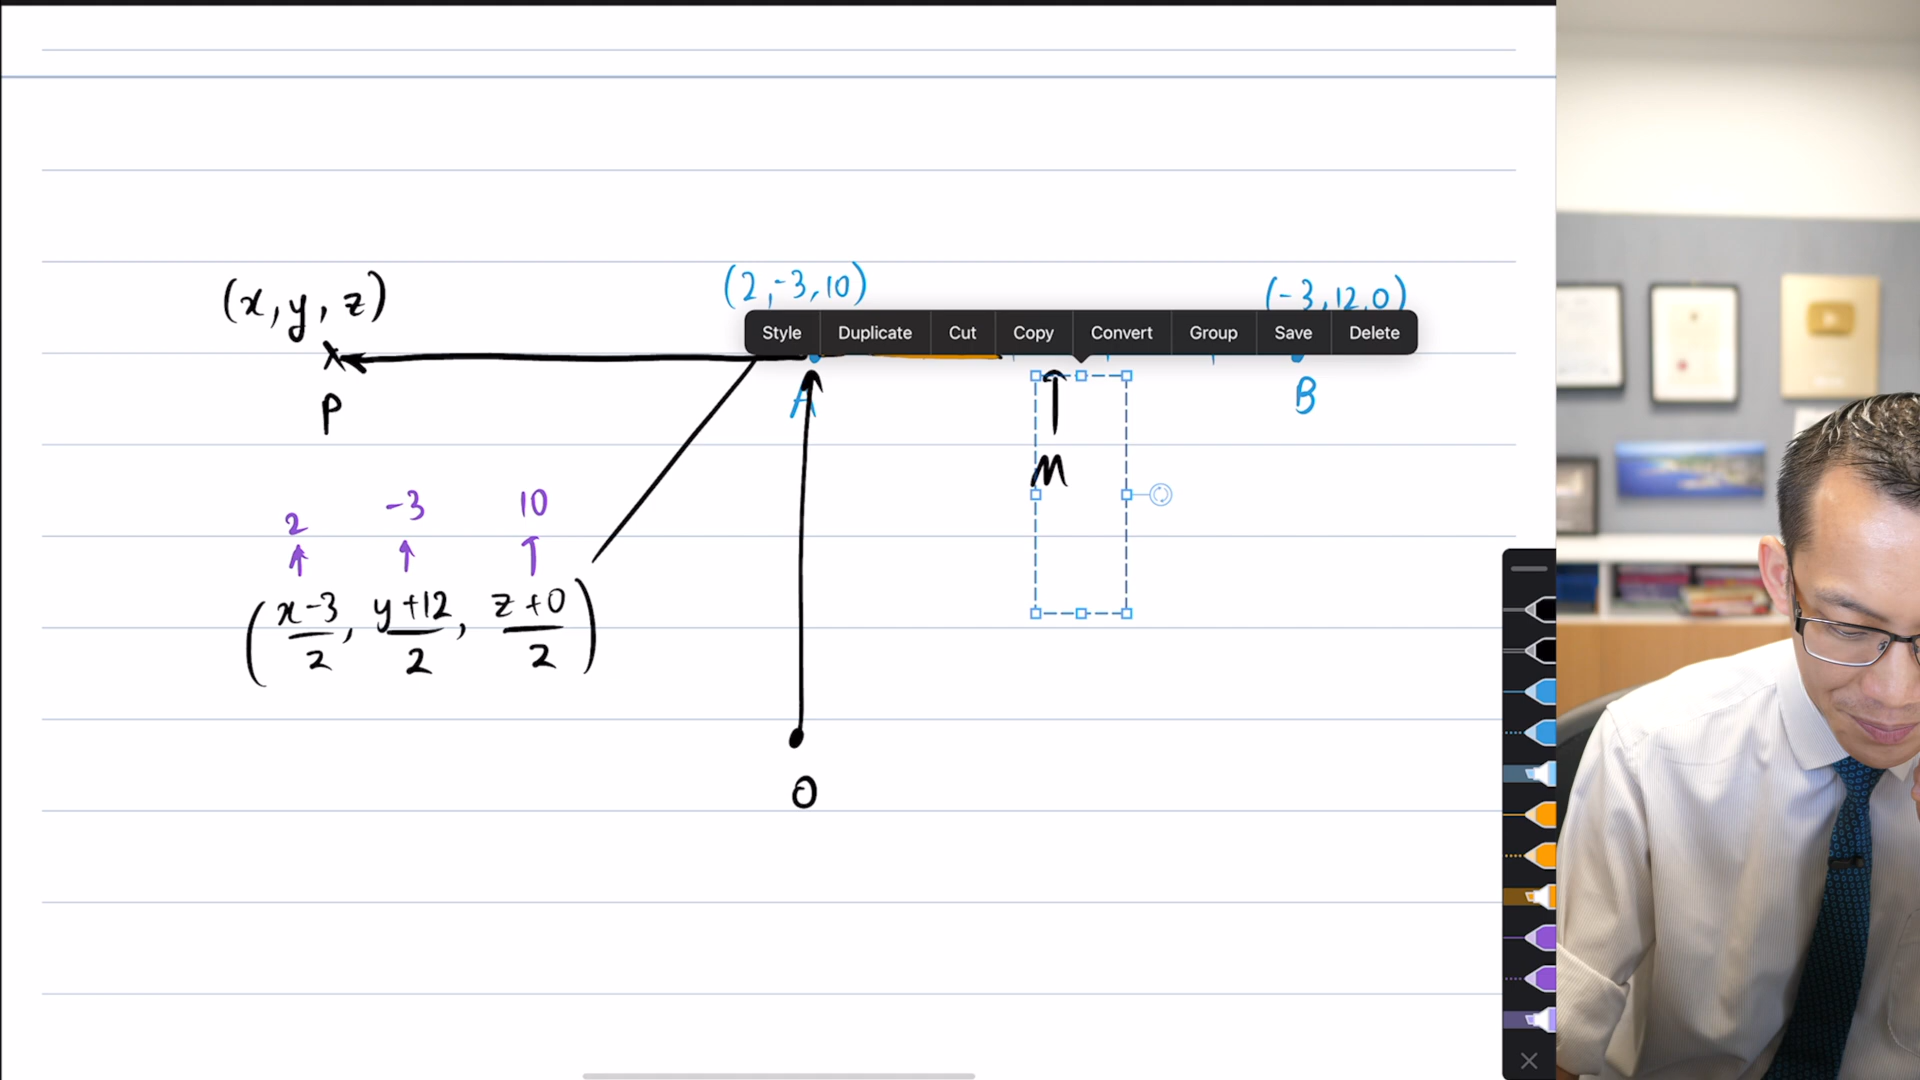 (x, y, z)
(2, -3, 10)
(-3, 12, 0)
Style Duplicate Cut Copy Convert Group Save Delete
P
A
B
M
2 -3 10
(x-3/2, y+12/2, z+0/2)
O